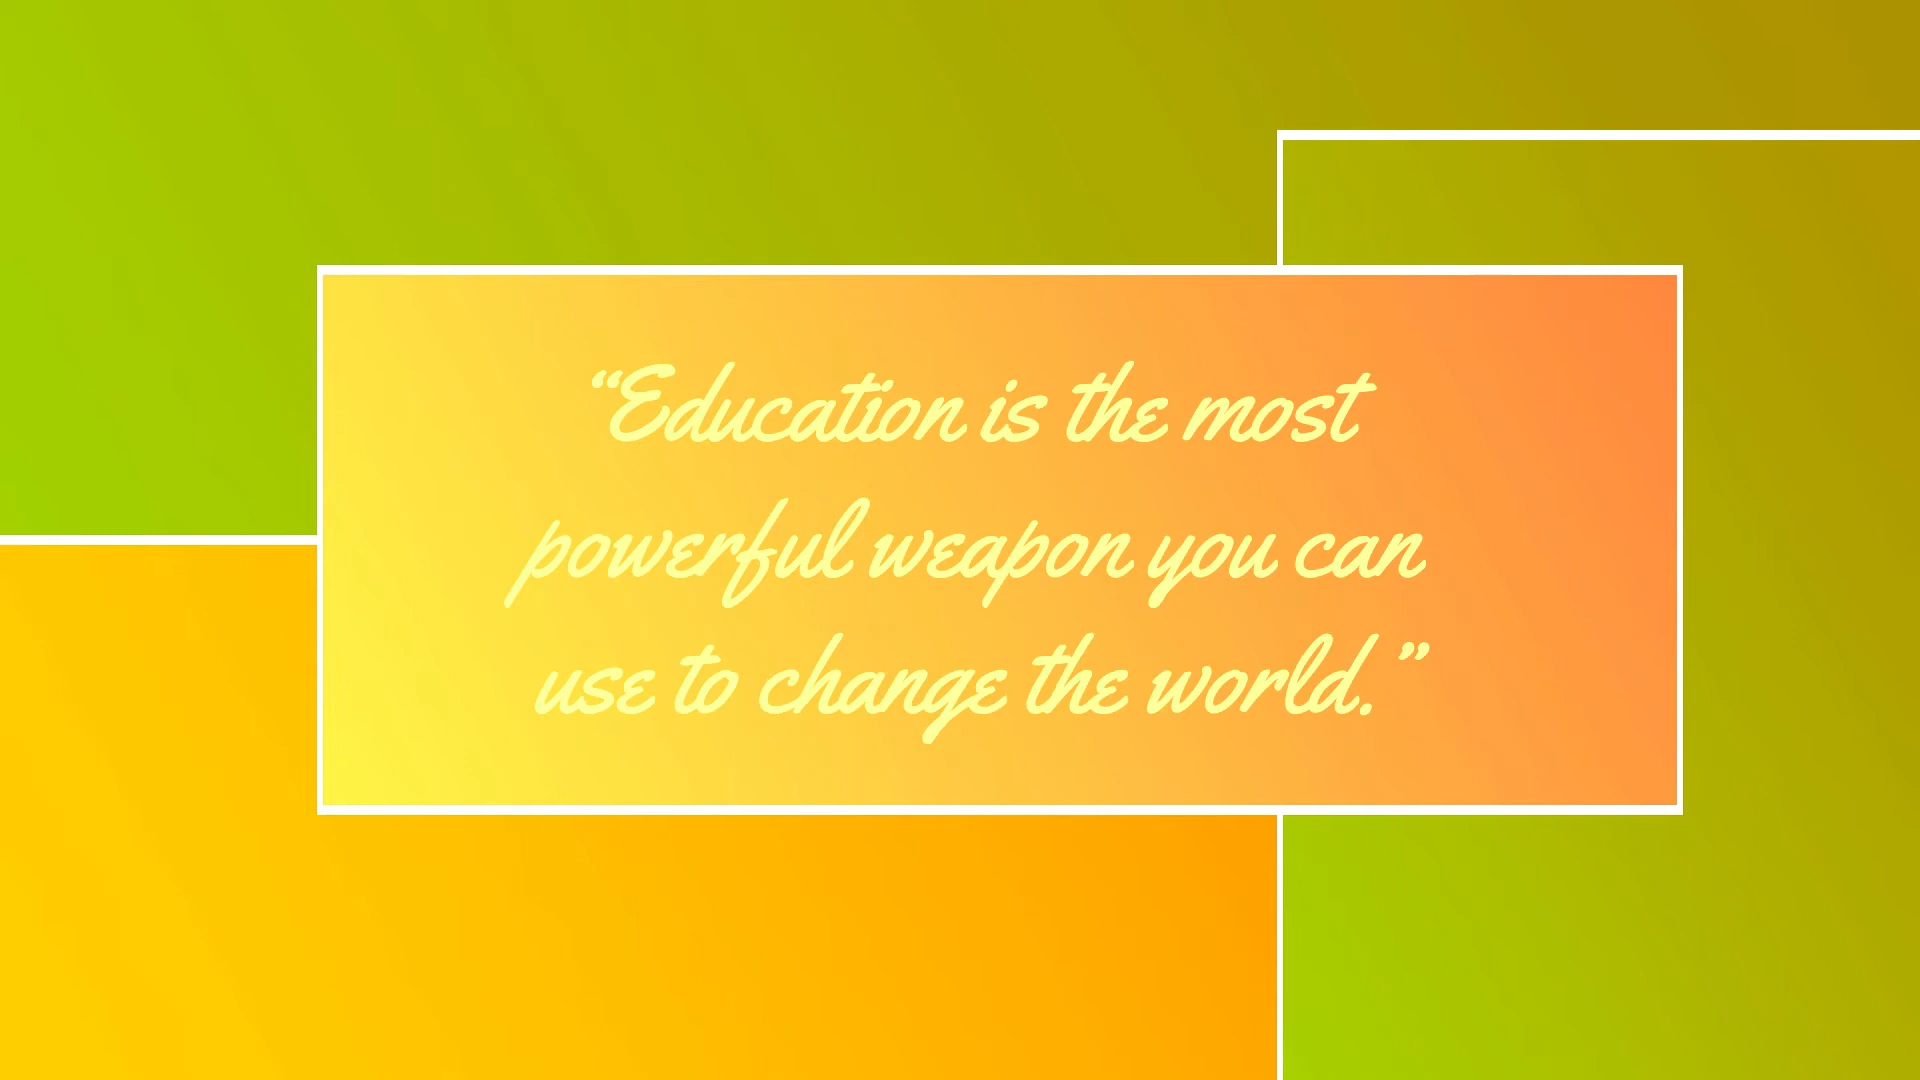 “Education is the most
powerful weapon you can
use to change the world.”